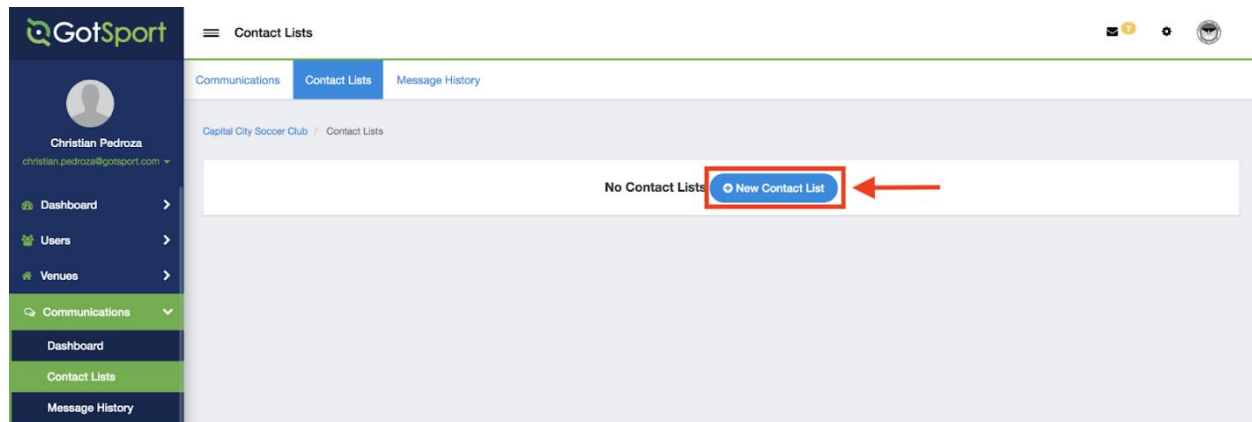 GotSport
Contact Lists
7
Communications
Contact Lists
Message History
Christian Pedroza
christian.pedroza@gotsport.com
Capital City Soccer Club / Contact Lists
No Contact Lists
New Contact List
Dashboard
Users
Venues
Communications
Dashboard
Contact Lists
Message History